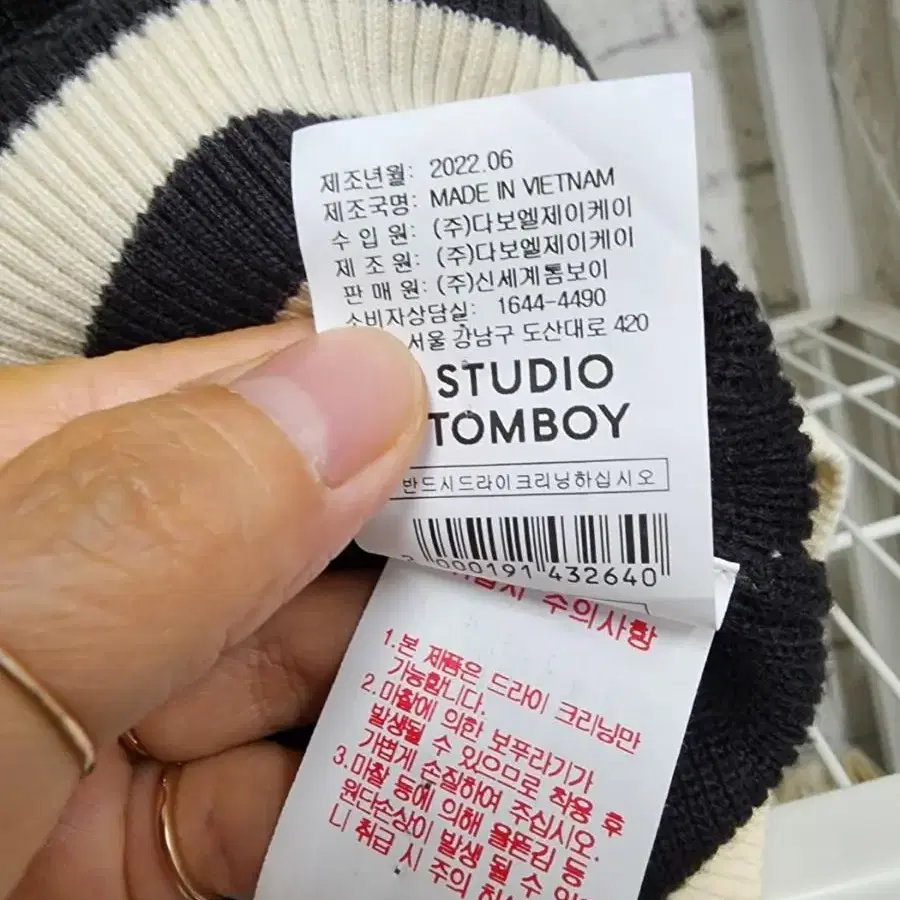 제조년월: 2022.06
제조국명: MADE IN VIETNAM
수 입 원: (주)다보엘제이케이
제 조 원: (주)다보엘제이케이
판 매 원: (주)신세계톰보이
소비자상담실: 1644-4490
서울 강남구 도산대로 420
STUDIO
TOMBOY
반드시드라이크리닝하십시오
2 000191 432640
주의사항
1.본 제품은 드라이 크리닝만
가능합니다.
2.마찰에 의한 보푸라기가
발생될 수 있으므로 착용 후
가볍게 손질하여 주십시오.
3.마찰 등에 의해 올뜯김 등
원단손상이 발생 될 수
니 취급 시 주의